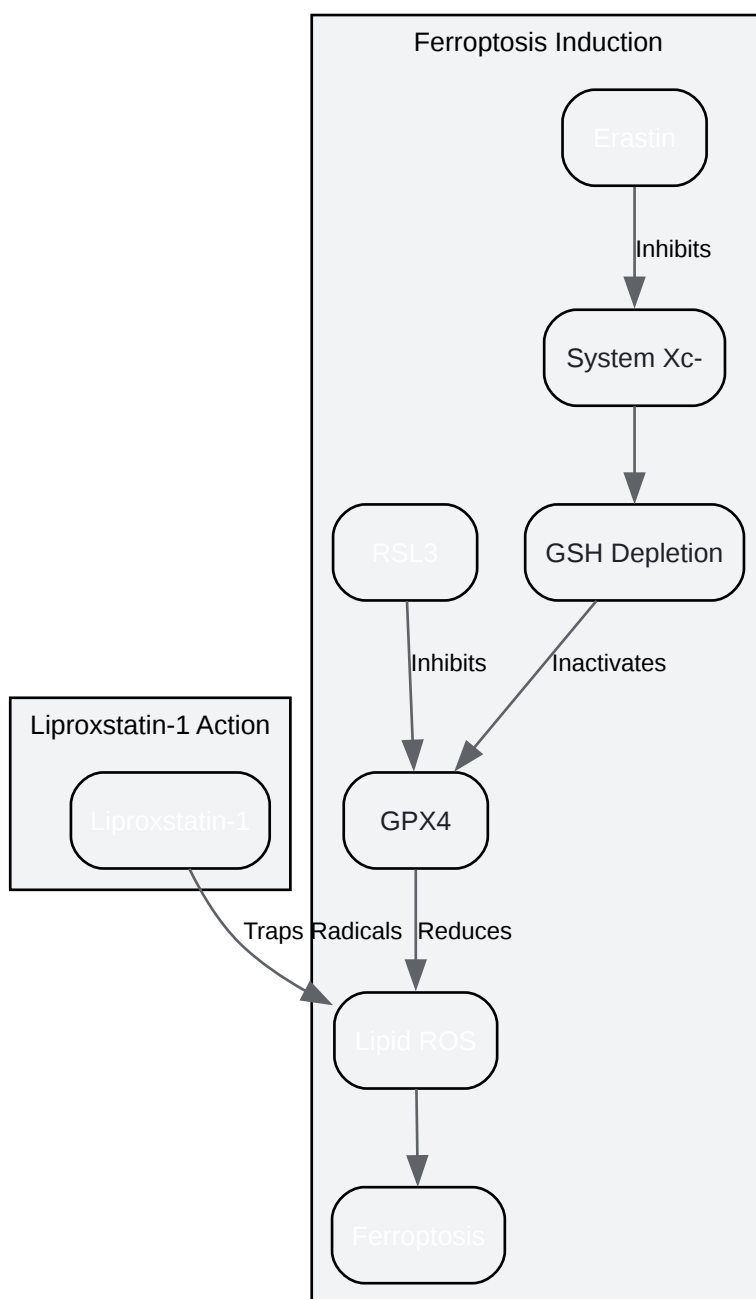 Ferroptosis Induction
Erastin
Inhibits
System Xc-
RSL3
GSH Depletion
Inhibits
Inactivates
Liproxstatin-1 Action
Liproxstatin-1
GPX4
Traps Radicals
Reduces
Lipid ROS
Ferroptosis